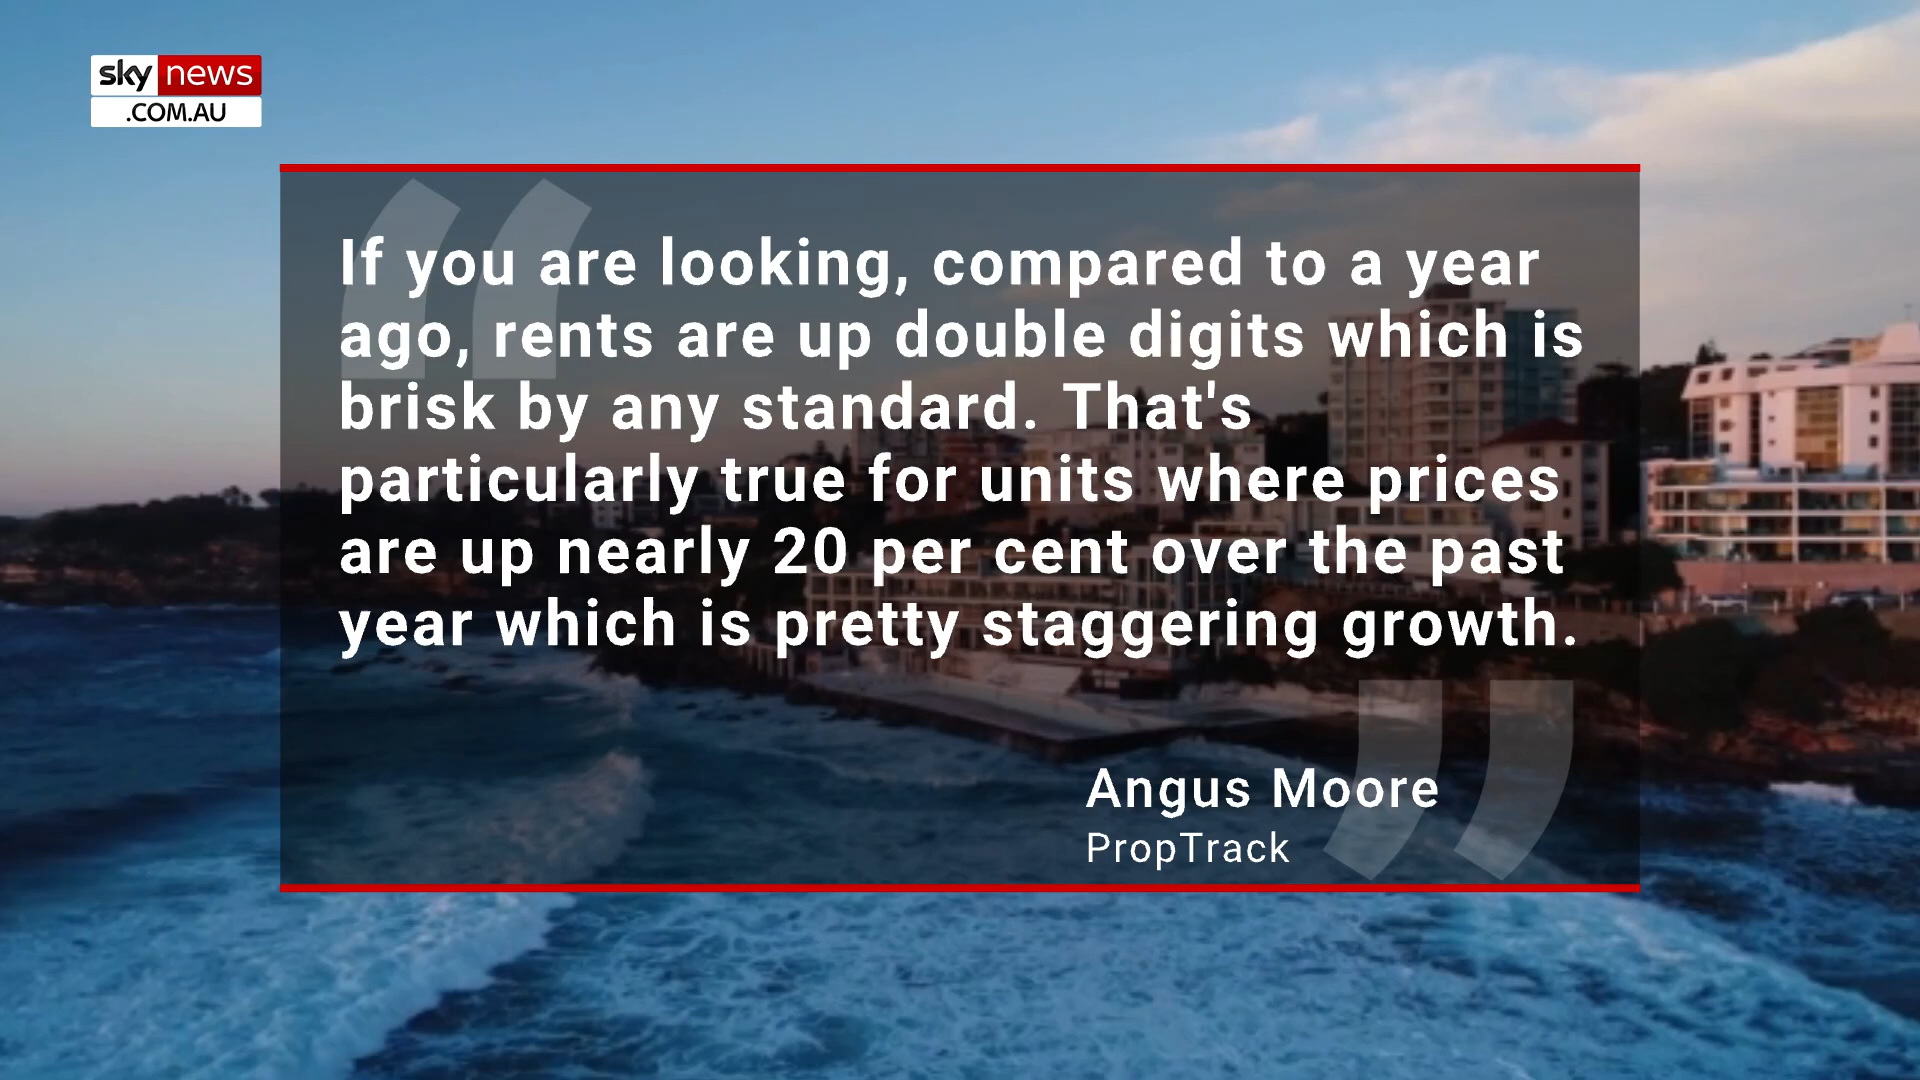 sky news
.COM.AU
If you are looking, compared to a year
ago, rents are up double digits which is
brisk by any standard. That's
particularly true for units where prices
are up nearly 20 per cent over the past
year which is pretty staggering growth.
Angus Moore
PropTrack